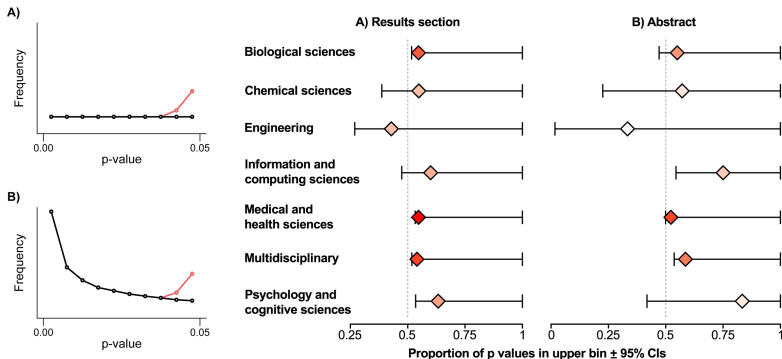 A)
Frequency
0.00
0.05
p-value
B)
Frequency
0.00
0.05
p-value
A) Results section
B) Abstract
Biological sciences
Chemical sciences
Engineering
Information and
computing sciences
Medical and
health sciences
Multidisciplinary
Psychology and
cognitive sciences
0.25
0.5
0.75
1
0
0.25
0.5
0.75
1
Proportion of p values in upper bin ± 95% CIs